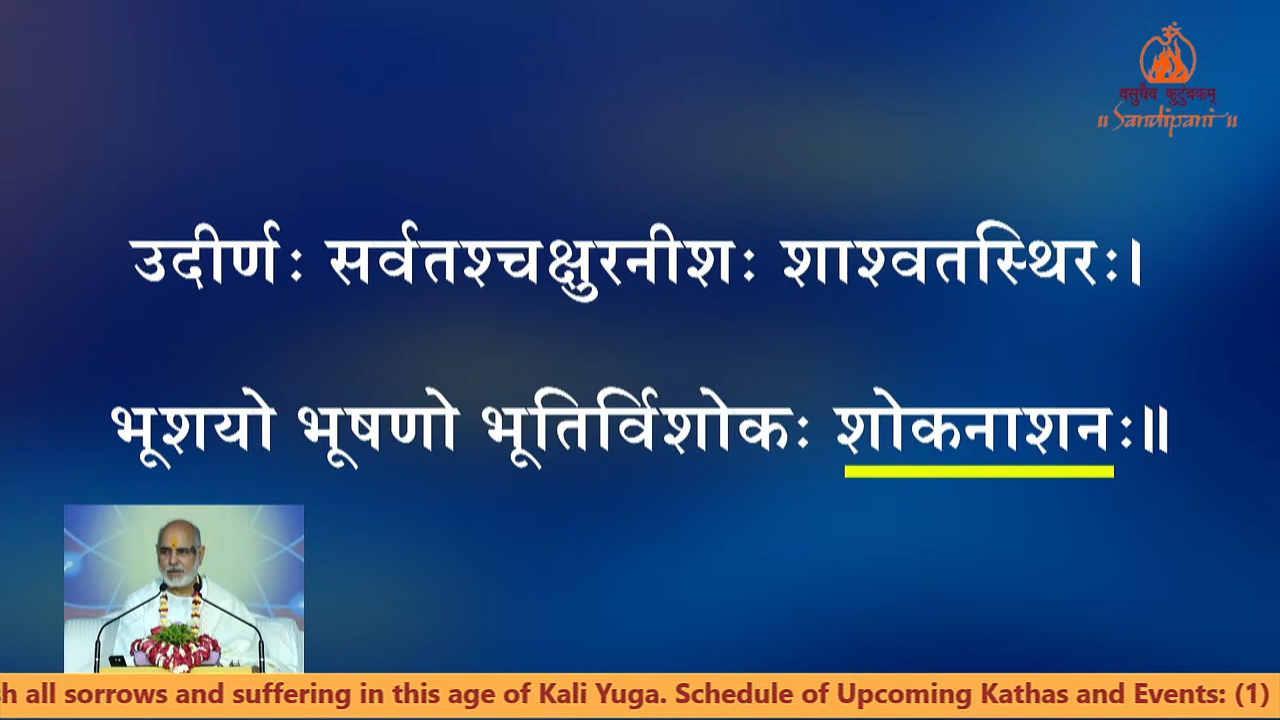 ॐ
वसुधैव कुटुंबकम्
॥ Sandipani ॥
उदीर्णः सर्वतश्चक्षुरनीशः शाश्वतस्थिरः।
भूशयो भूषणो भूतिर्विशोकः शोकनाशनः॥
all sorrows and suffering in this age of Kali Yuga. Schedule of Upcoming Kathas and Events: (1)